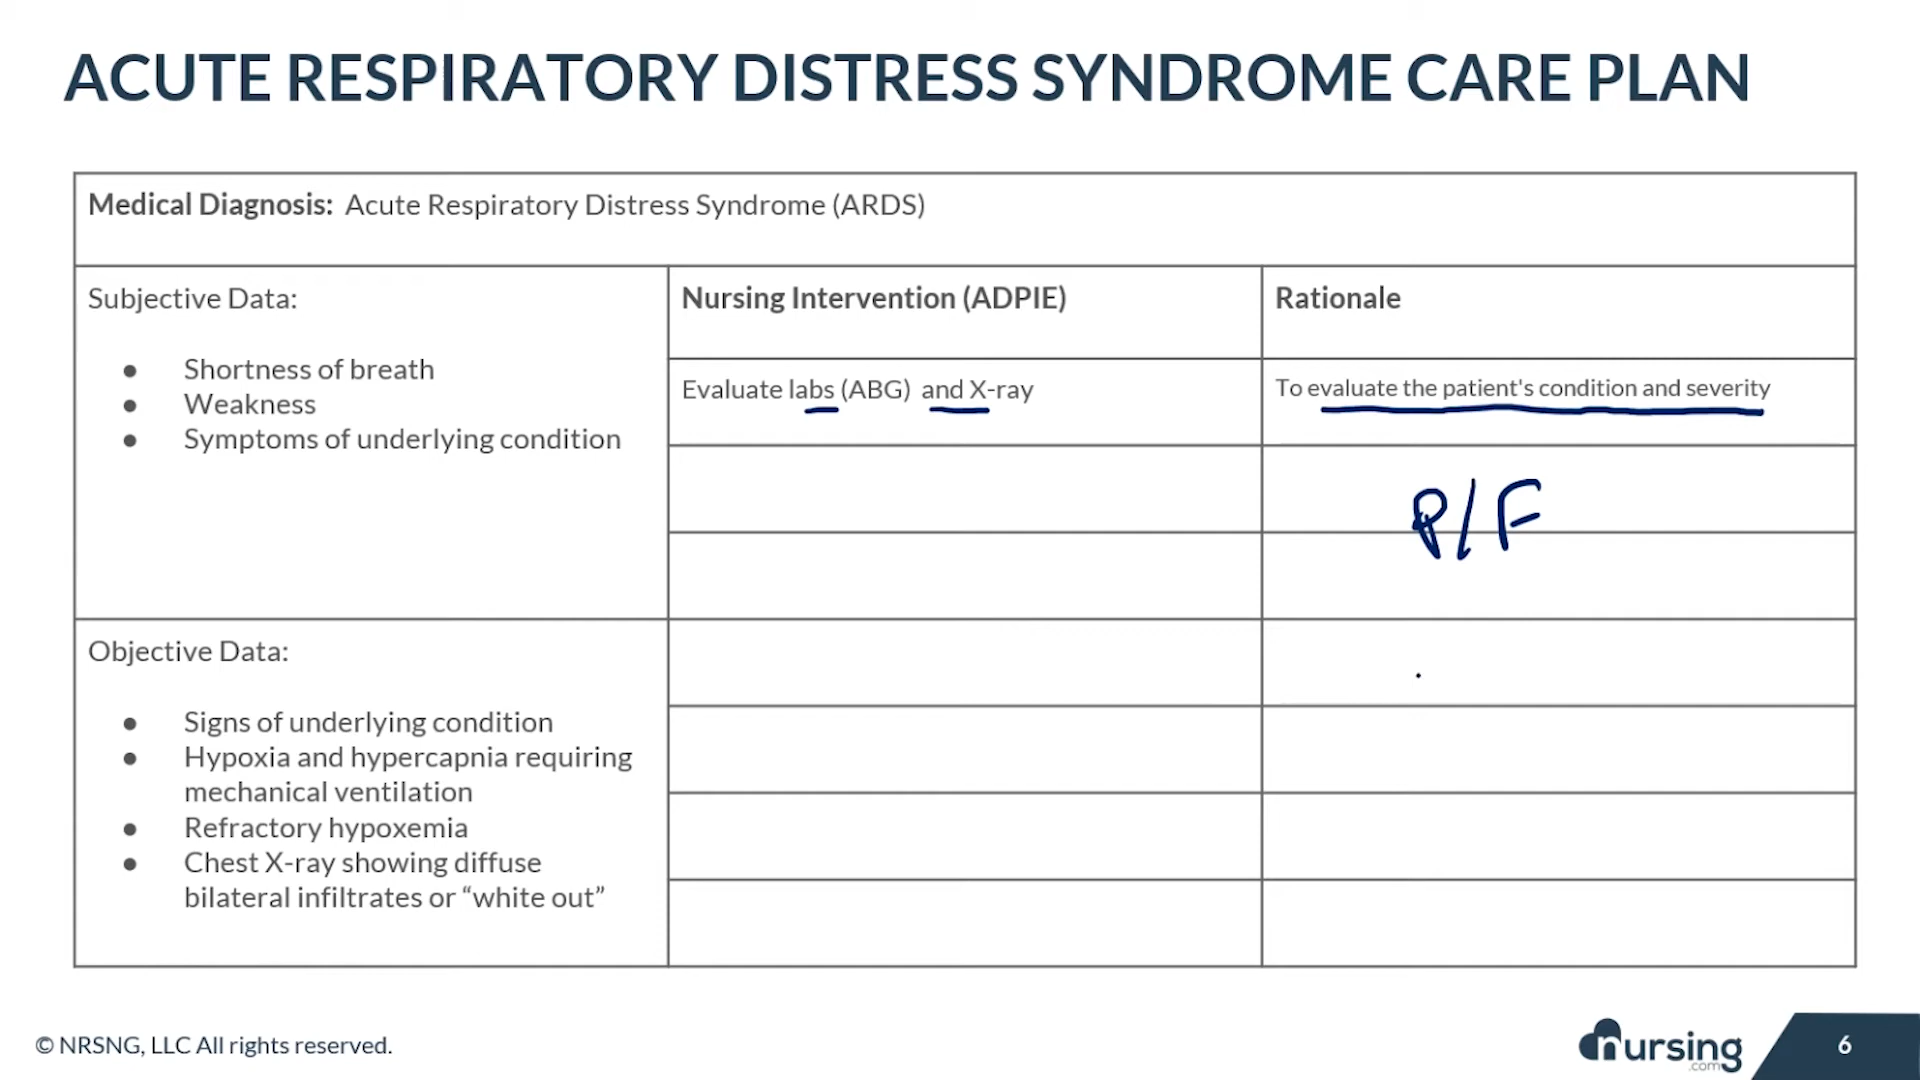 ACUTE RESPIRATORY DISTRESS SYNDROME CARE PLAN
Medical Diagnosis: Acute Respiratory Distress Syndrome (ARDS)
Subjective Data:
● Shortness of breath
● Weakness
● Symptoms of underlying condition
Nursing Intervention (ADPIE)
Rationale
Evaluate labs (ABG) and X-ray
To evaluate the patient's condition and severity
P/F
Objective Data:
● Signs of underlying condition
● Hypoxia and hypercapnia requiring
mechanical ventilation
● Refractory hypoxemia
● Chest X-ray showing diffuse
bilateral infiltrates or “white out”
© NRSNG, LLC All rights reserved.
nursing
.com
6